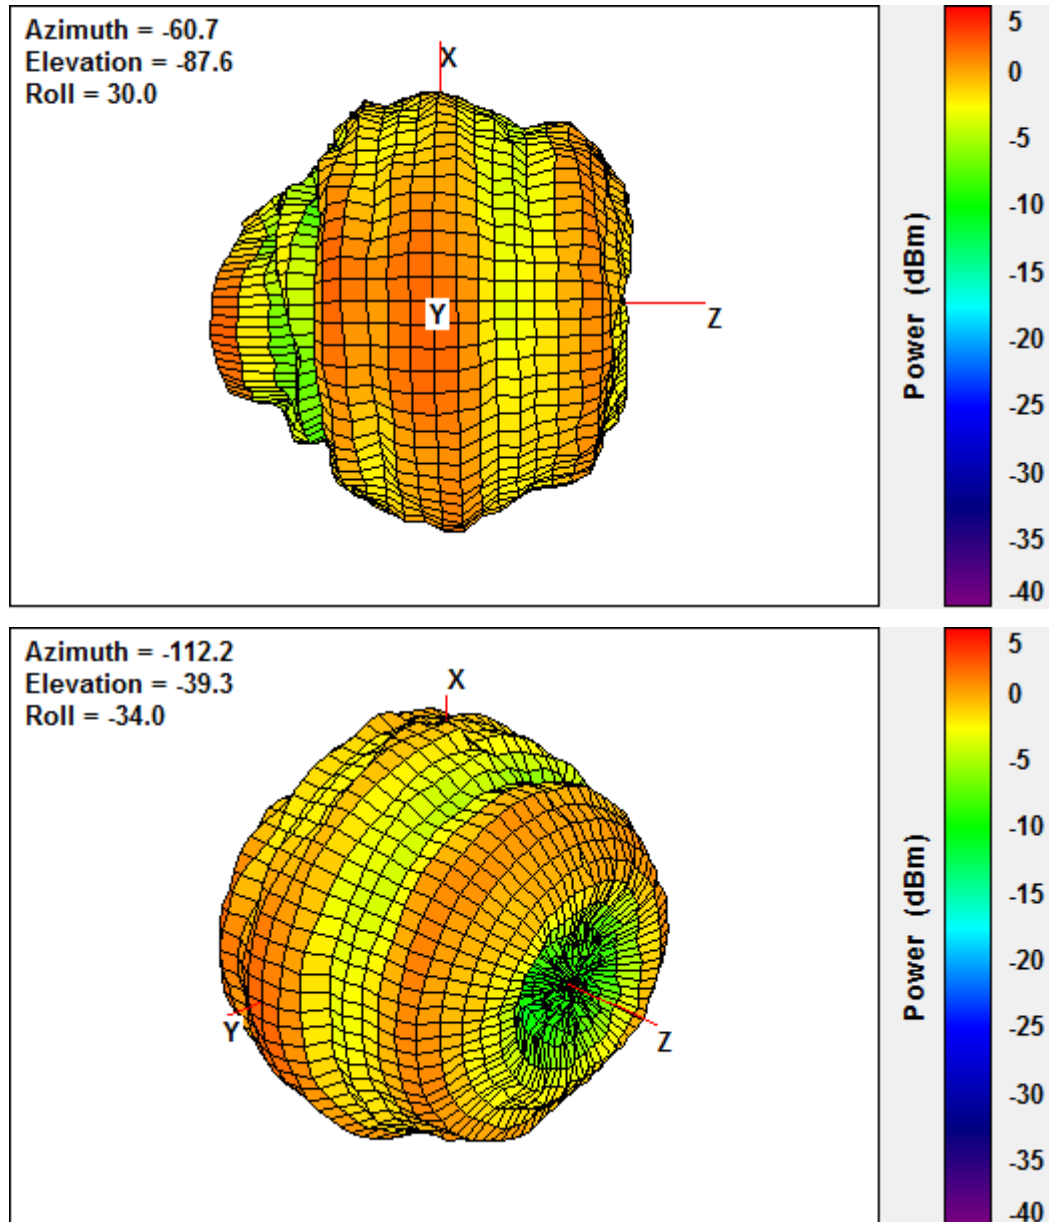 Azimuth = -60.7
Elevation = -87.6
Roll = 30.0
X
Y
Z
Power (dBm)
5
0
-5
-10
-15
-20
-25
-30
-35
-40
Azimuth = -112.2
Elevation = -39.3
Roll = -34.0
X
Y
Z
Power (dBm)
5
0
-5
-10
-15
-20
-25
-30
-35
-40